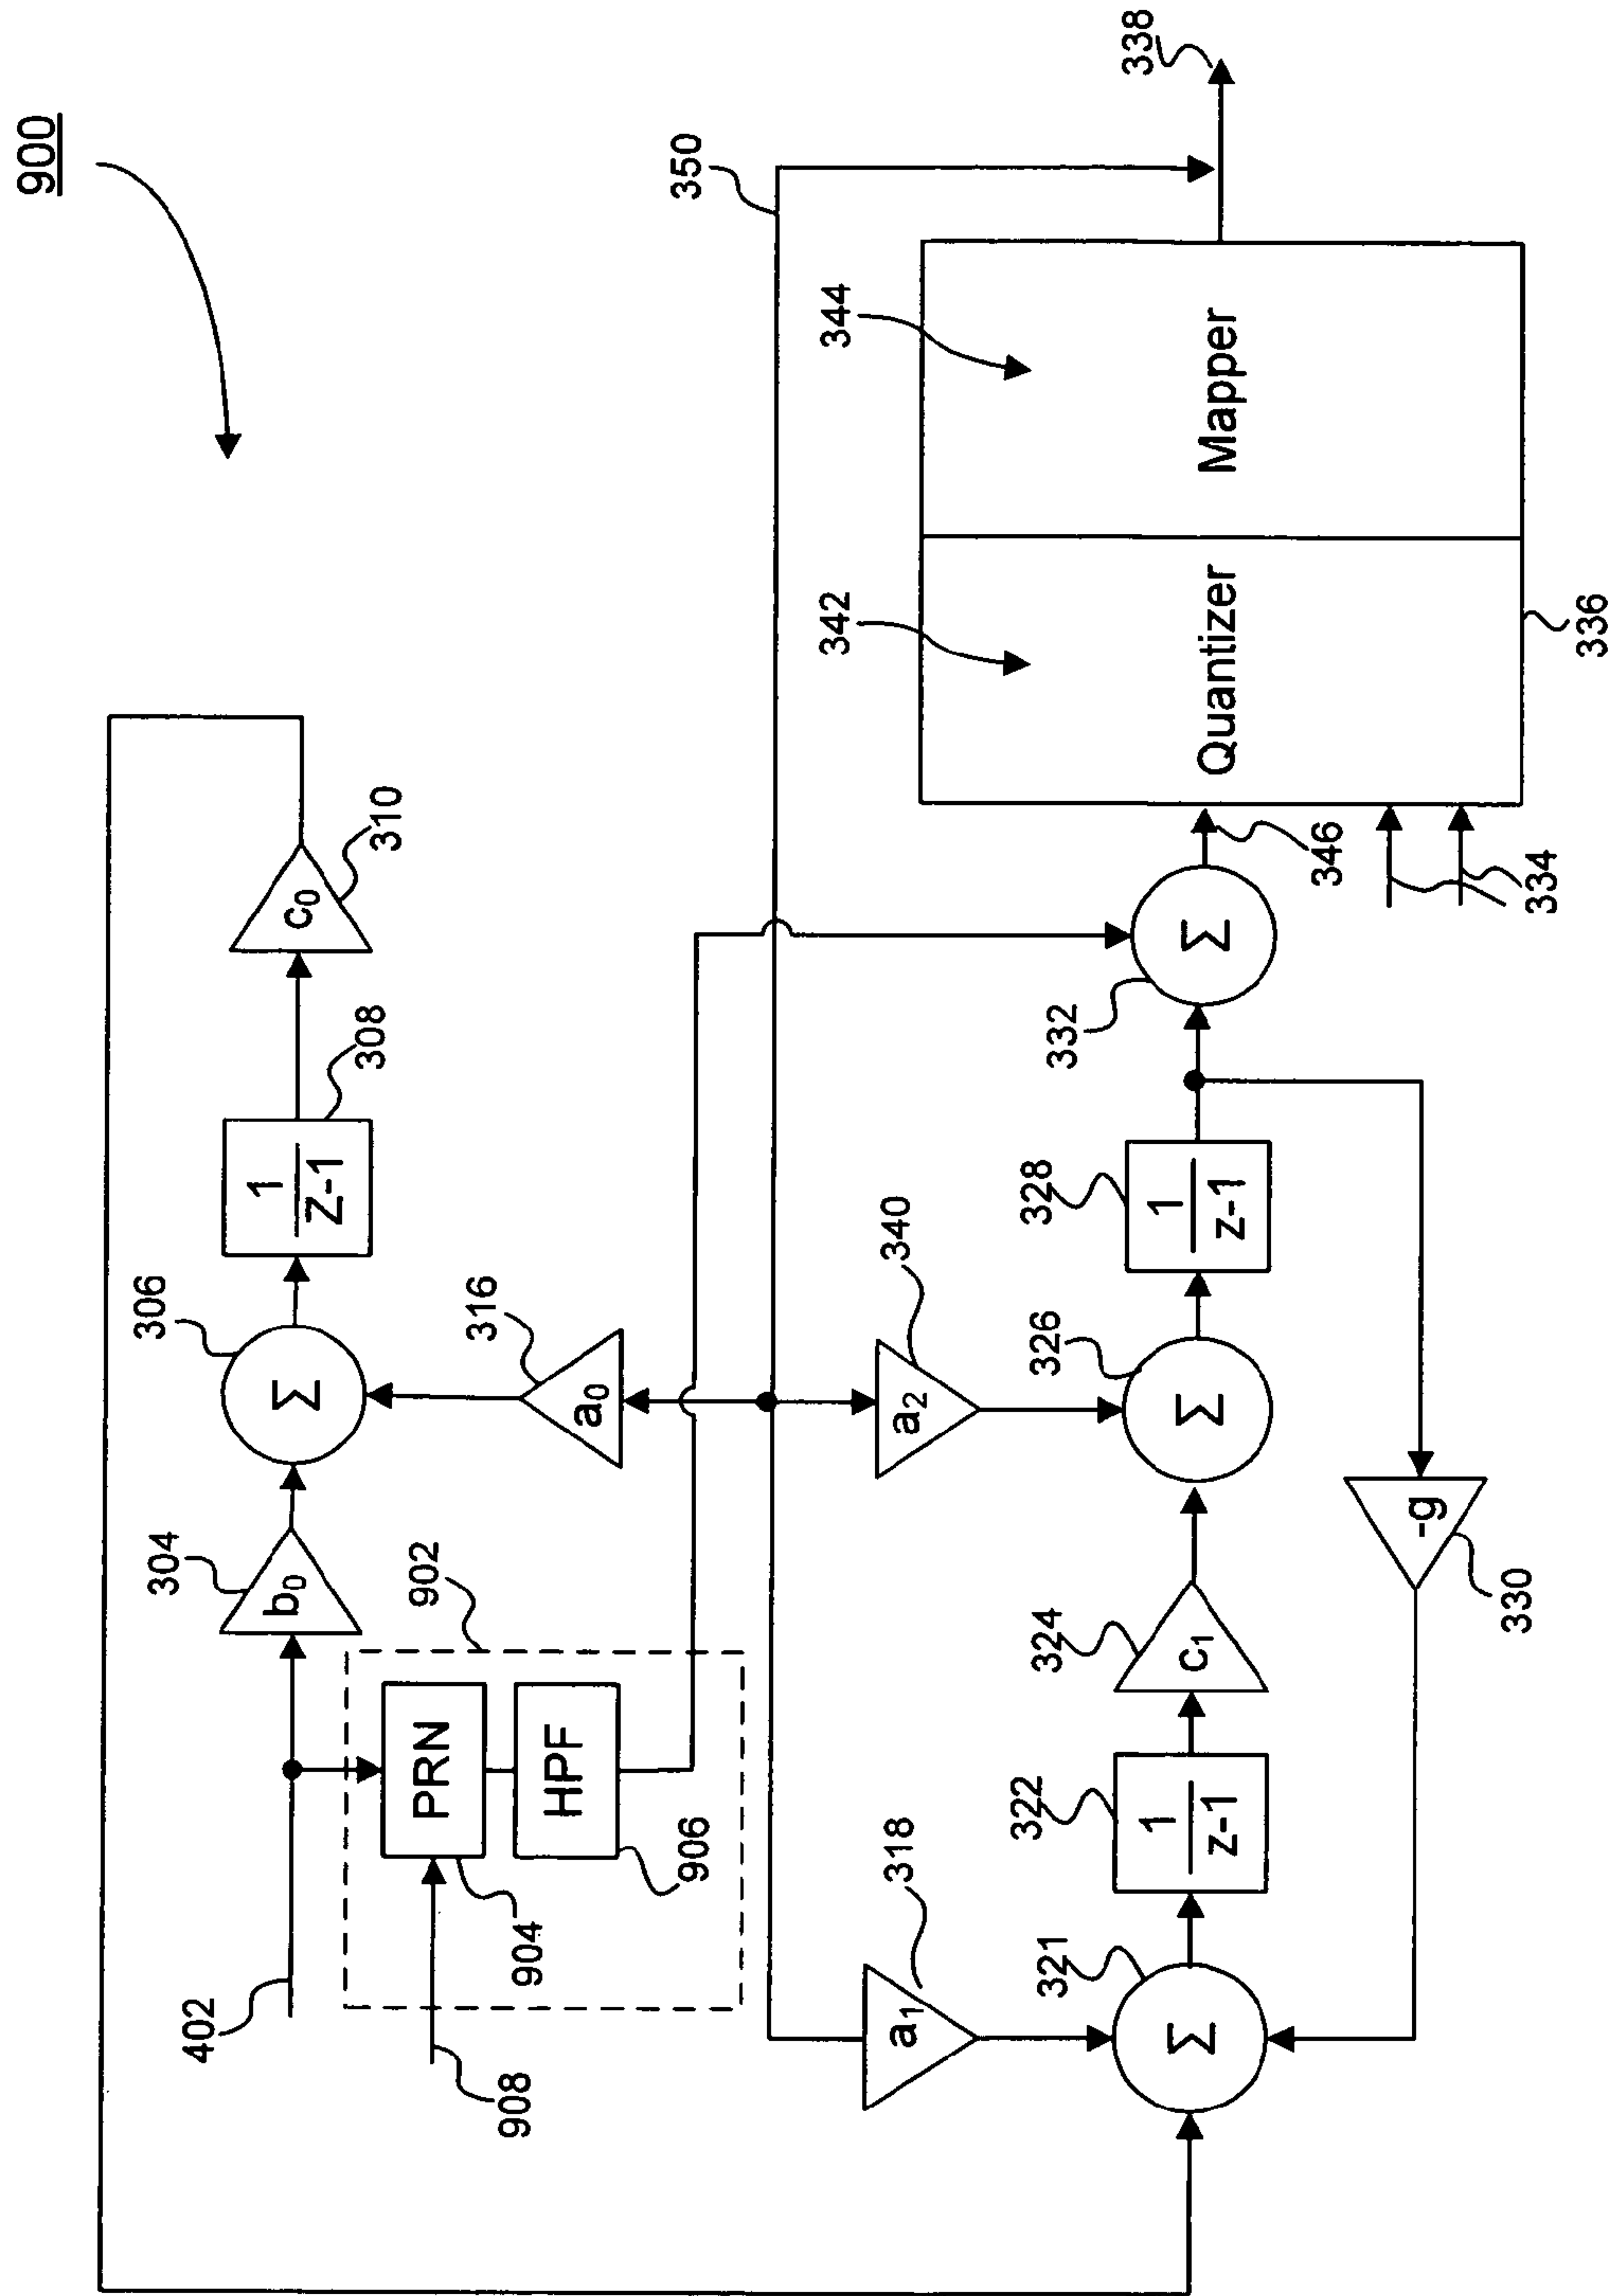 900
402
304
b0
306
Σ
308
1
Z-1
c0
310
902
PRN
HPF
904
906
908
316
a0
350
338
318
a1
340
a2
321
Σ
322
1
z-1
324
c1
326
Σ
328
1
z-1
332
Σ
346
334
342
Quantizer
344
Mapper
336
-g
330